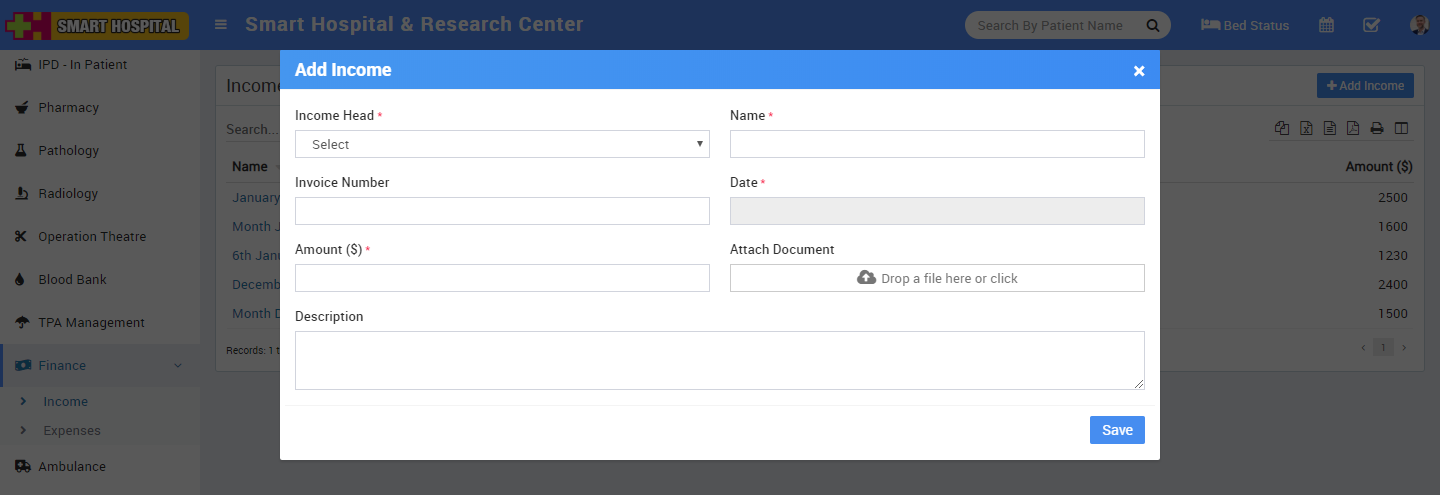 SMART HOSPITAL
Smart Hospital & Research Center
Search By Patient Name
Bed Status
IPD - In Patient
Pharmacy
Pathology
Radiology
Operation Theatre
Blood Bank
TPA Management
Finance
Income
Expenses
Ambulance
Income
+ Add Income
Search...
Name
Amount ($)
January
2500
Month J
1600
6th Janu
1230
Decemb
2400
Month D
1500
Records: 1 t
‹ 1 ›
Add Income
×
Income Head *
Name *
Select
Invoice Number
Date *
Amount ($) *
Attach Document
Drop a file here or click
Description
Save